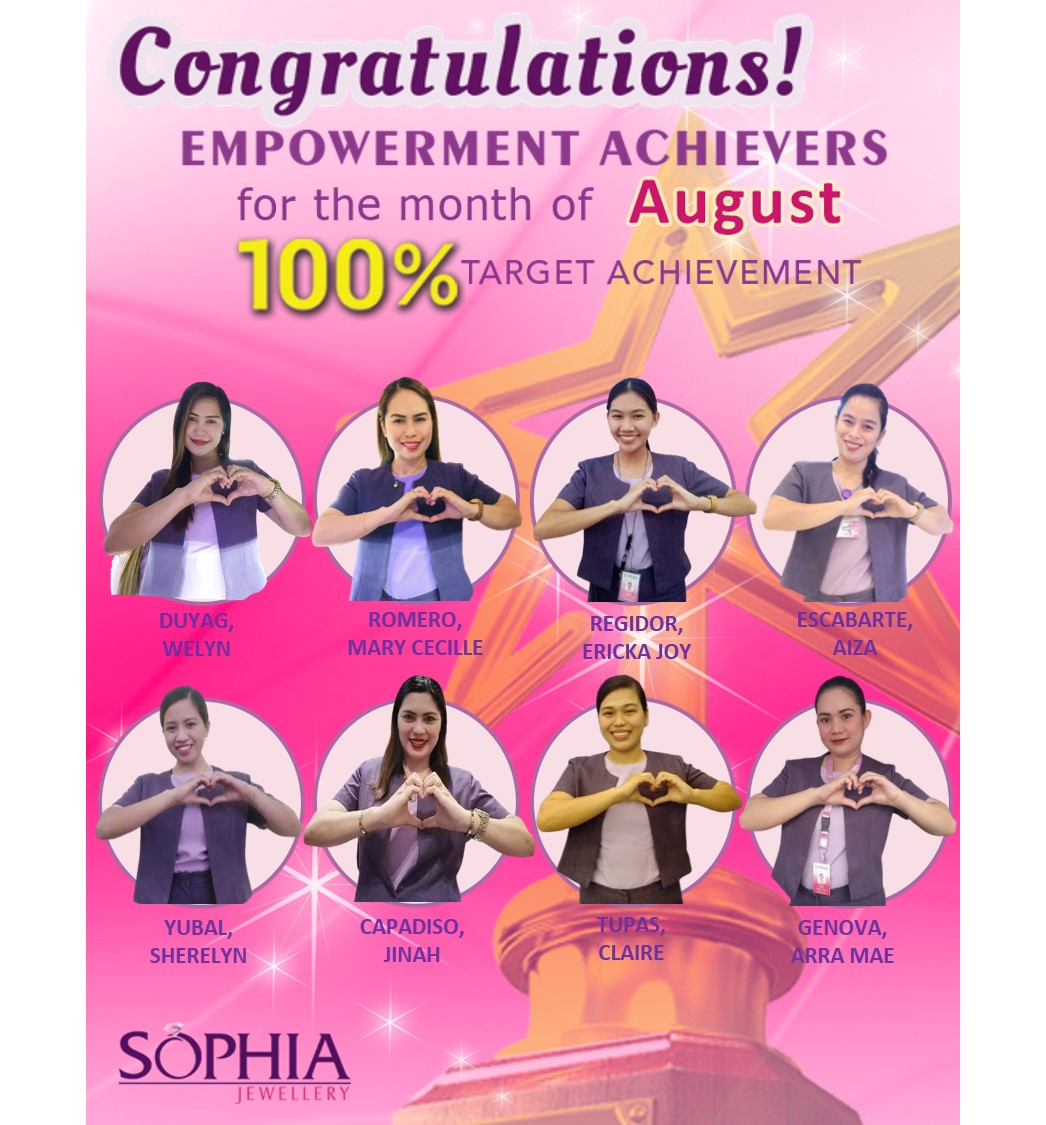 Congratulations!
EMPOWERMENT ACHIEVERS
for the month of August
100% TARGET ACHIEVEMENT
DUYAG,
WELYN
ROMERO,
MARY CECILLE
REGIDOR,
ERICKA JOY
ESCABARTE,
AIZA
YUBAL,
SHERELYN
CAPADISO,
JINAH
TUPAS,
CLAIRE
GENOVA,
ARRA MAE
SOPHIA
JEWELLERY